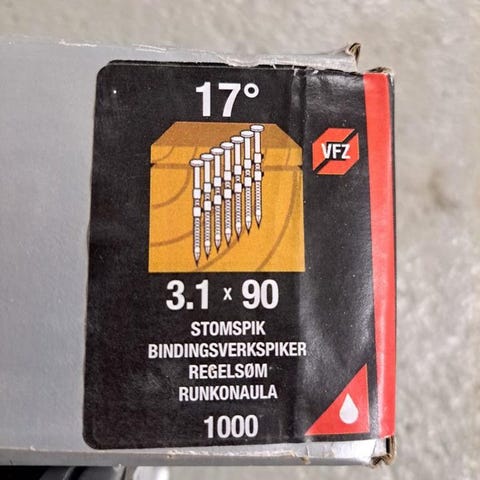 17°
VFZ
3.1 x 90
STOMSPIK
BINDINGSVERKSPIKER
REGELSØM
RUNKONAULA
1000